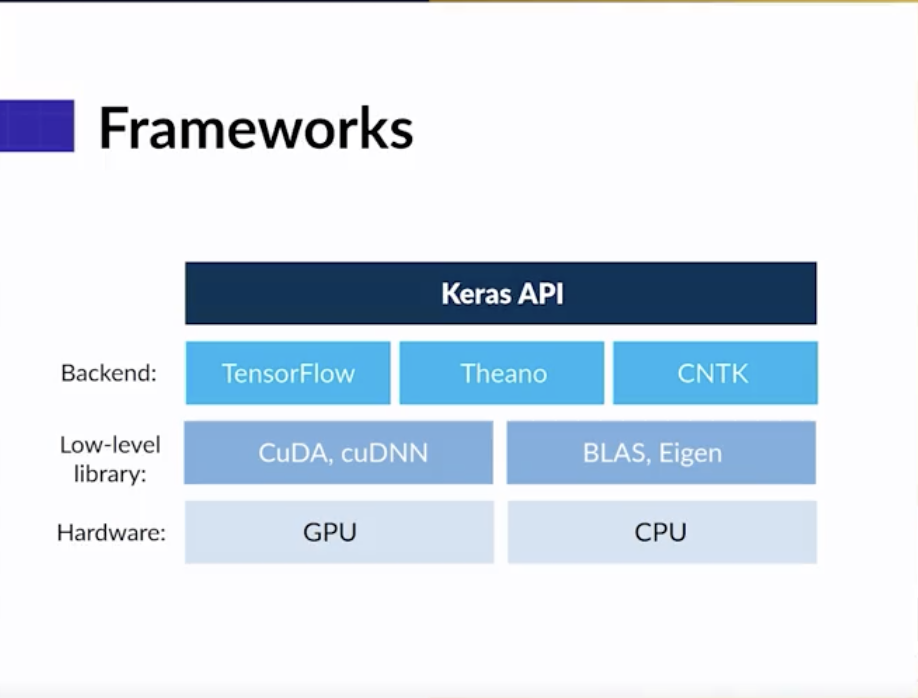 Frameworks
Keras API
Backend:
TensorFlow
Theano
CNTK
Low-level
library:
CuDA, cuDNN
BLAS, Eigen
Hardware:
GPU
CPU